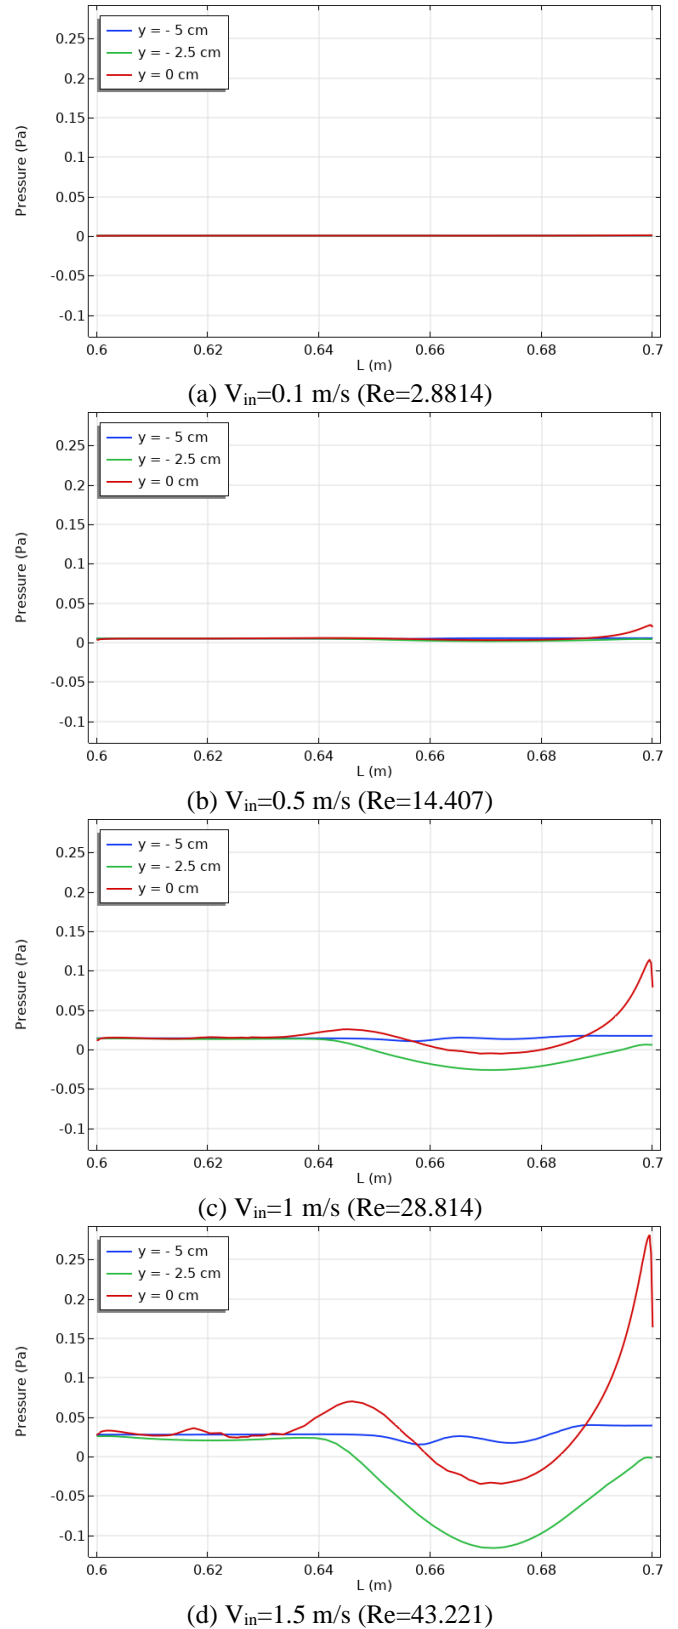 0.25
0.2
0.15
0.1
0.05
0
-0.05
-0.1
Pressure (Pa)
y = - 5 cm
y = - 2.5 cm
y = 0 cm
0.6 0.62 0.64 0.66 0.68 0.7
L (m)
(a) Vin=0.1 m/s (Re=2.8814)
0.25
0.2
0.15
0.1
0.05
0
-0.05
-0.1
Pressure (Pa)
y = - 5 cm
y = - 2.5 cm
y = 0 cm
0.6 0.62 0.64 0.66 0.68 0.7
L (m)
(b) Vin=0.5 m/s (Re=14.407)
0.25
0.2
0.15
0.1
0.05
0
-0.05
-0.1
Pressure (Pa)
y = - 5 cm
y = - 2.5 cm
y = 0 cm
0.6 0.62 0.64 0.66 0.68 0.7
L (m)
(c) Vin=1 m/s (Re=28.814)
0.25
0.2
0.15
0.1
0.05
0
-0.05
-0.1
Pressure (Pa)
y = - 5 cm
y = - 2.5 cm
y = 0 cm
0.6 0.62 0.64 0.66 0.68 0.7
L (m)
(d) Vin=1.5 m/s (Re=43.221)